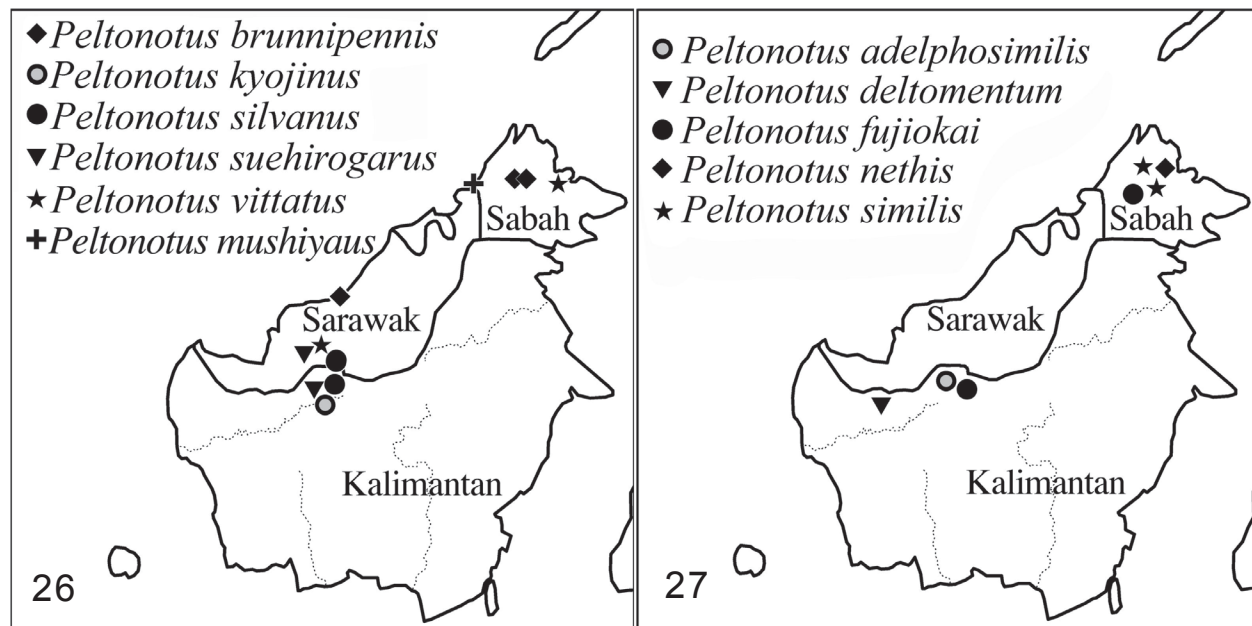 Peltonotus brunnipennis
Peltonotus kyojinus
Peltonotus silvanus
Peltonotus suehirogarus
Peltonotus vittatus
Peltonotus mushiyaus
Sabah
Sarawak
Kalimantan
26
Peltonotus adelphosimilis
Peltonotus deltomentum
Peltonotus fujiokai
Peltonotus nethis
Peltonotus similis
Sabah
Sarawak
Kalimantan
27